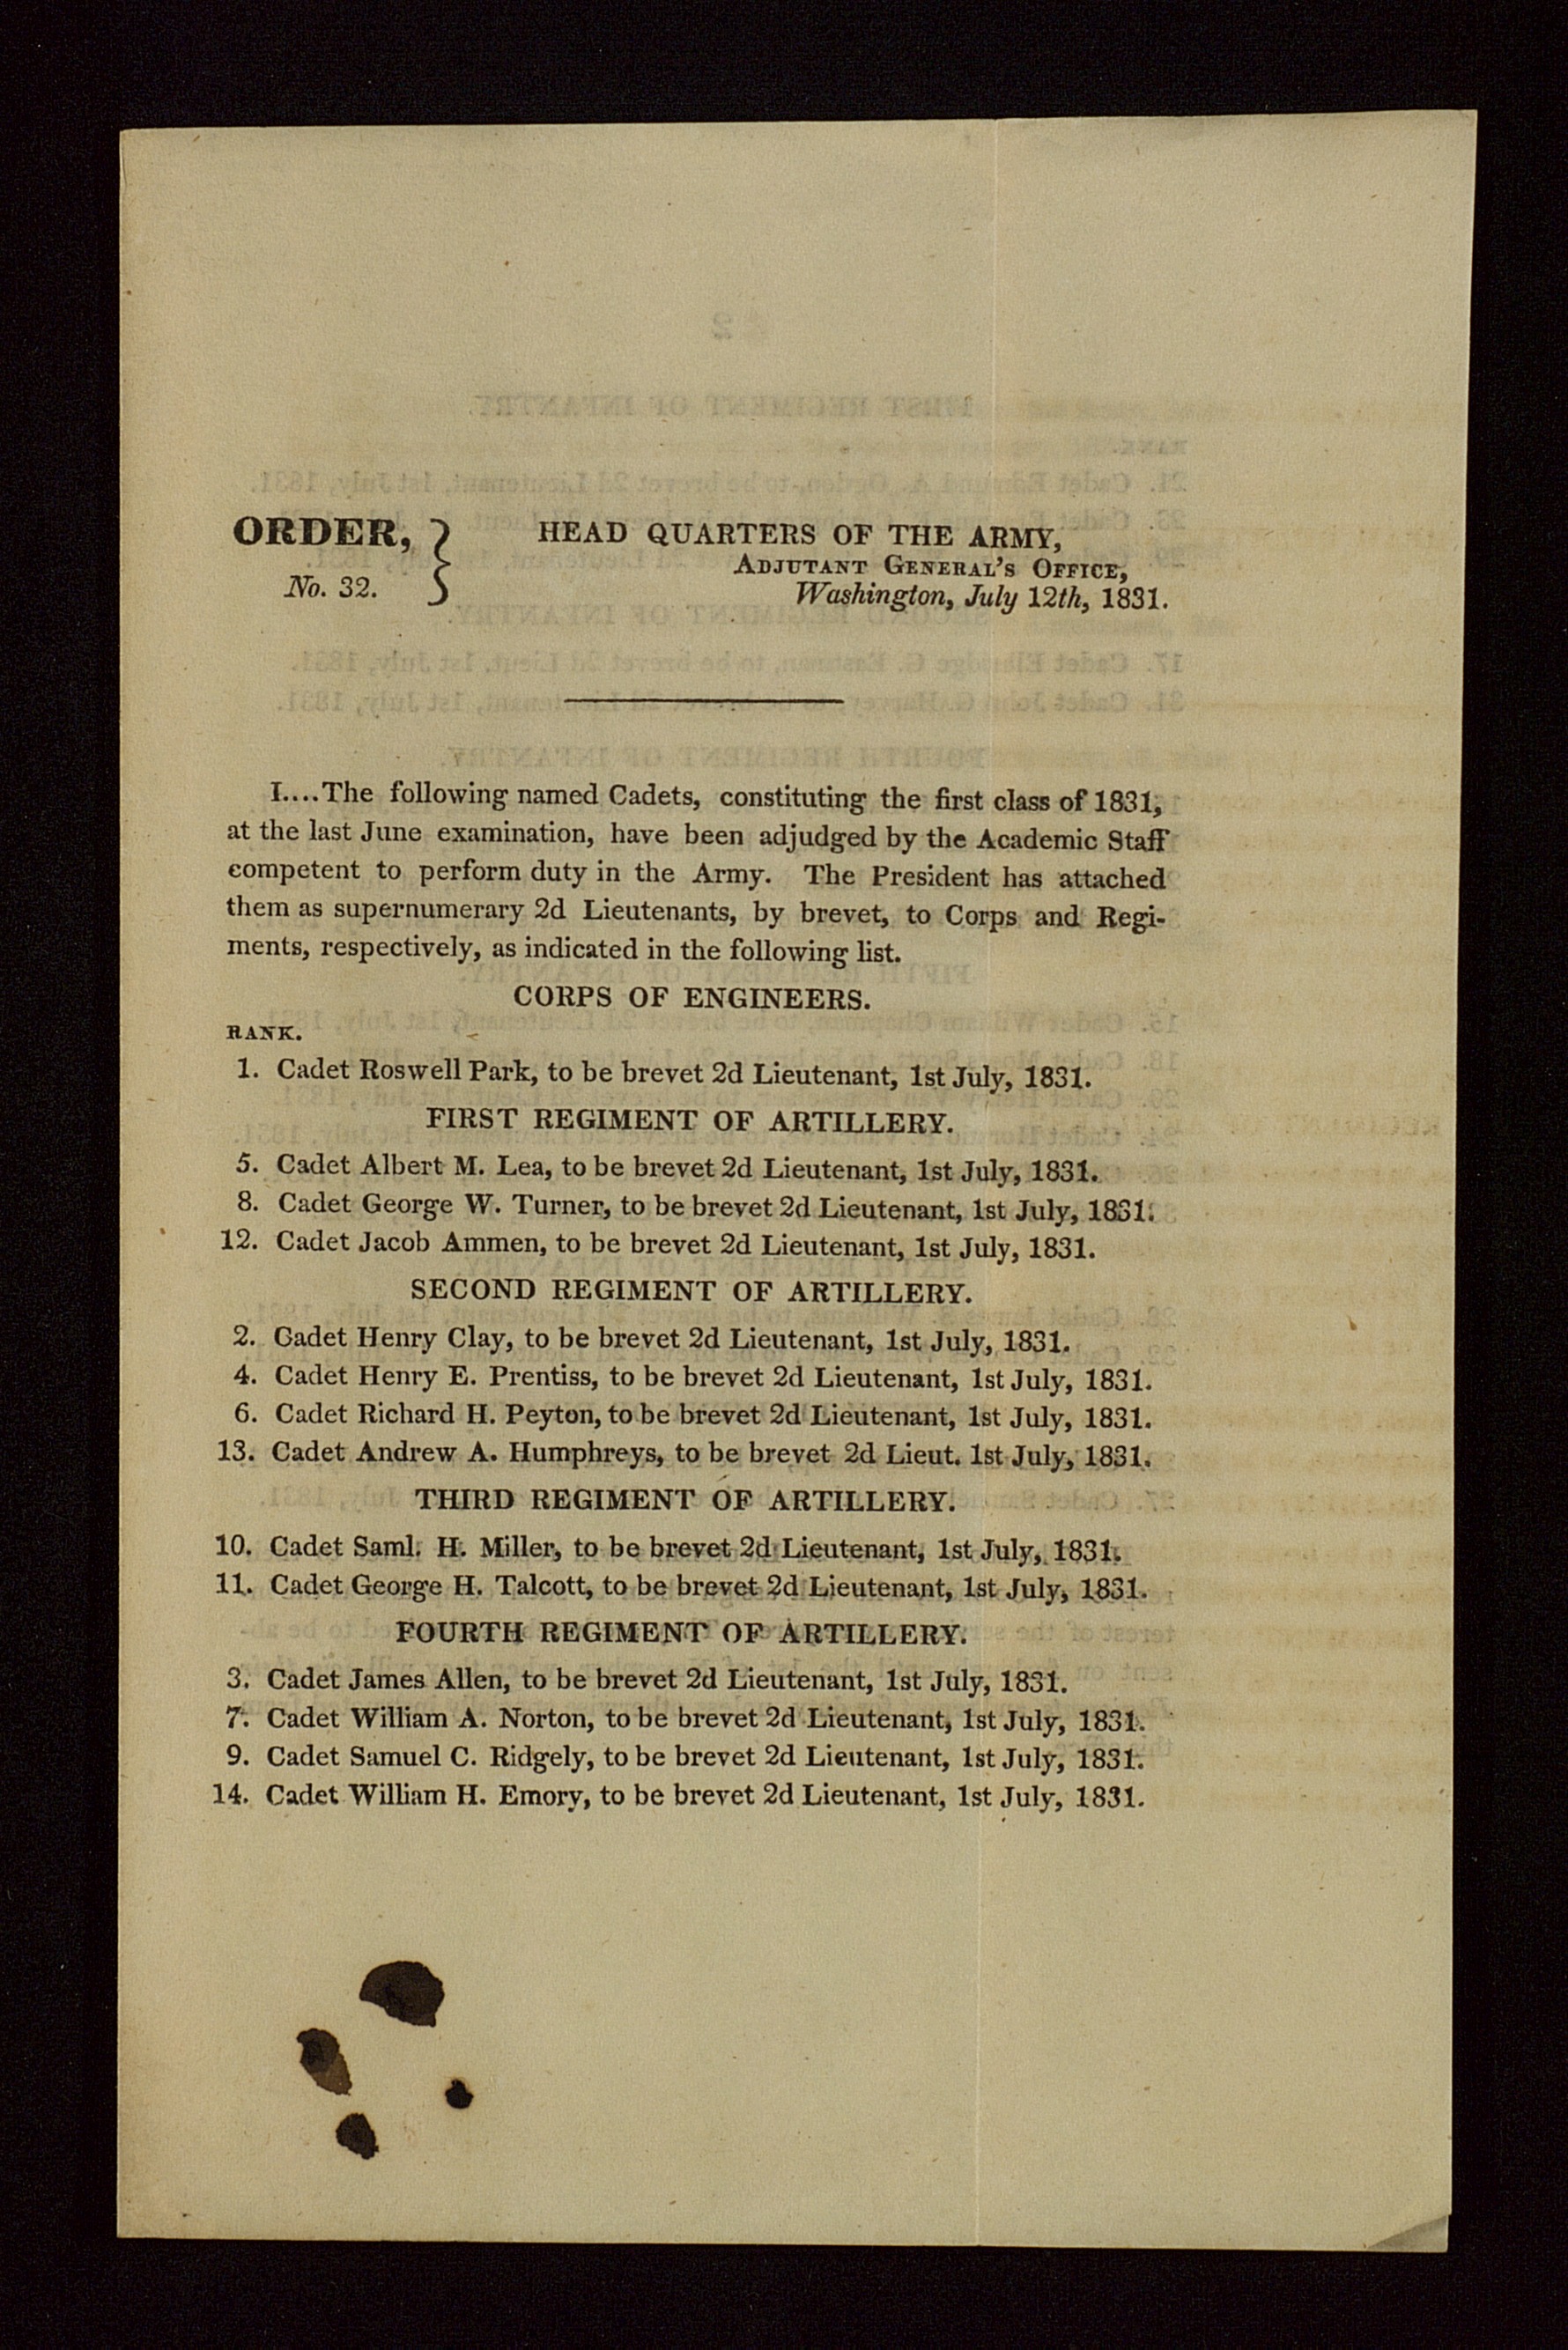 ORDER,
No. 32.
HEAD QUARTERS OF THE ARMY,
ADJUTANT GENERAL'S OFFICE,
Washington, July 12th, 1831.
I....The following named Cadets, constituting the first class of 1831,
at the last June examination, have been adjudged by the Academic Staff
competent to perform duty in the Army. The President has attached
them as supernumerary 2d Lieutenants, by brevet, to Corps and Regi-
ments, respectively, as indicated in the following list.
CORPS OF ENGINEERS.
RANK.
1. Cadet Roswell Park, to be brevet 2d Lieutenant, 1st July, 1831.
FIRST REGIMENT OF ARTILLERY.
5. Cadet Albert M. Lea, to be brevet 2d Lieutenant, 1st July, 1831.
8. Cadet George W. Turner, to be brevet 2d Lieutenant, 1st July, 1831.
12. Cadet Jacob Ammen, to be brevet 2d Lieutenant, 1st July, 1831.
SECOND REGIMENT OF ARTILLERY.
2. Cadet Henry Clay, to be brevet 2d Lieutenant, 1st July, 1831.
4. Cadet Henry E. Prentiss, to be brevet 2d Lieutenant, 1st July, 1831.
6. Cadet Richard H. Peyton, to be brevet 2d Lieutenant, 1st July, 1831.
13. Cadet Andrew A. Humphreys, to be brevet 2d Lieut. 1st July, 1831.
THIRD REGIMENT OF ARTILLERY.
10. Cadet Saml. H. Miller, to be brevet 2d Lieutenant, 1st July, 1831.
11. Cadet George H. Talcott, to be brevet 2d Lieutenant, 1st July, 1831.
FOURTH REGIMENT OF ARTILLERY.
3. Cadet James Allen, to be brevet 2d Lieutenant, 1st July, 1831.
7. Cadet William A. Norton, to be brevet 2d Lieutenant, 1st July, 1831.
9. Cadet Samuel C. Ridgely, to be brevet 2d Lieutenant, 1st July, 1831.
14. Cadet William H. Emory, to be brevet 2d Lieutenant, 1st July, 1831.